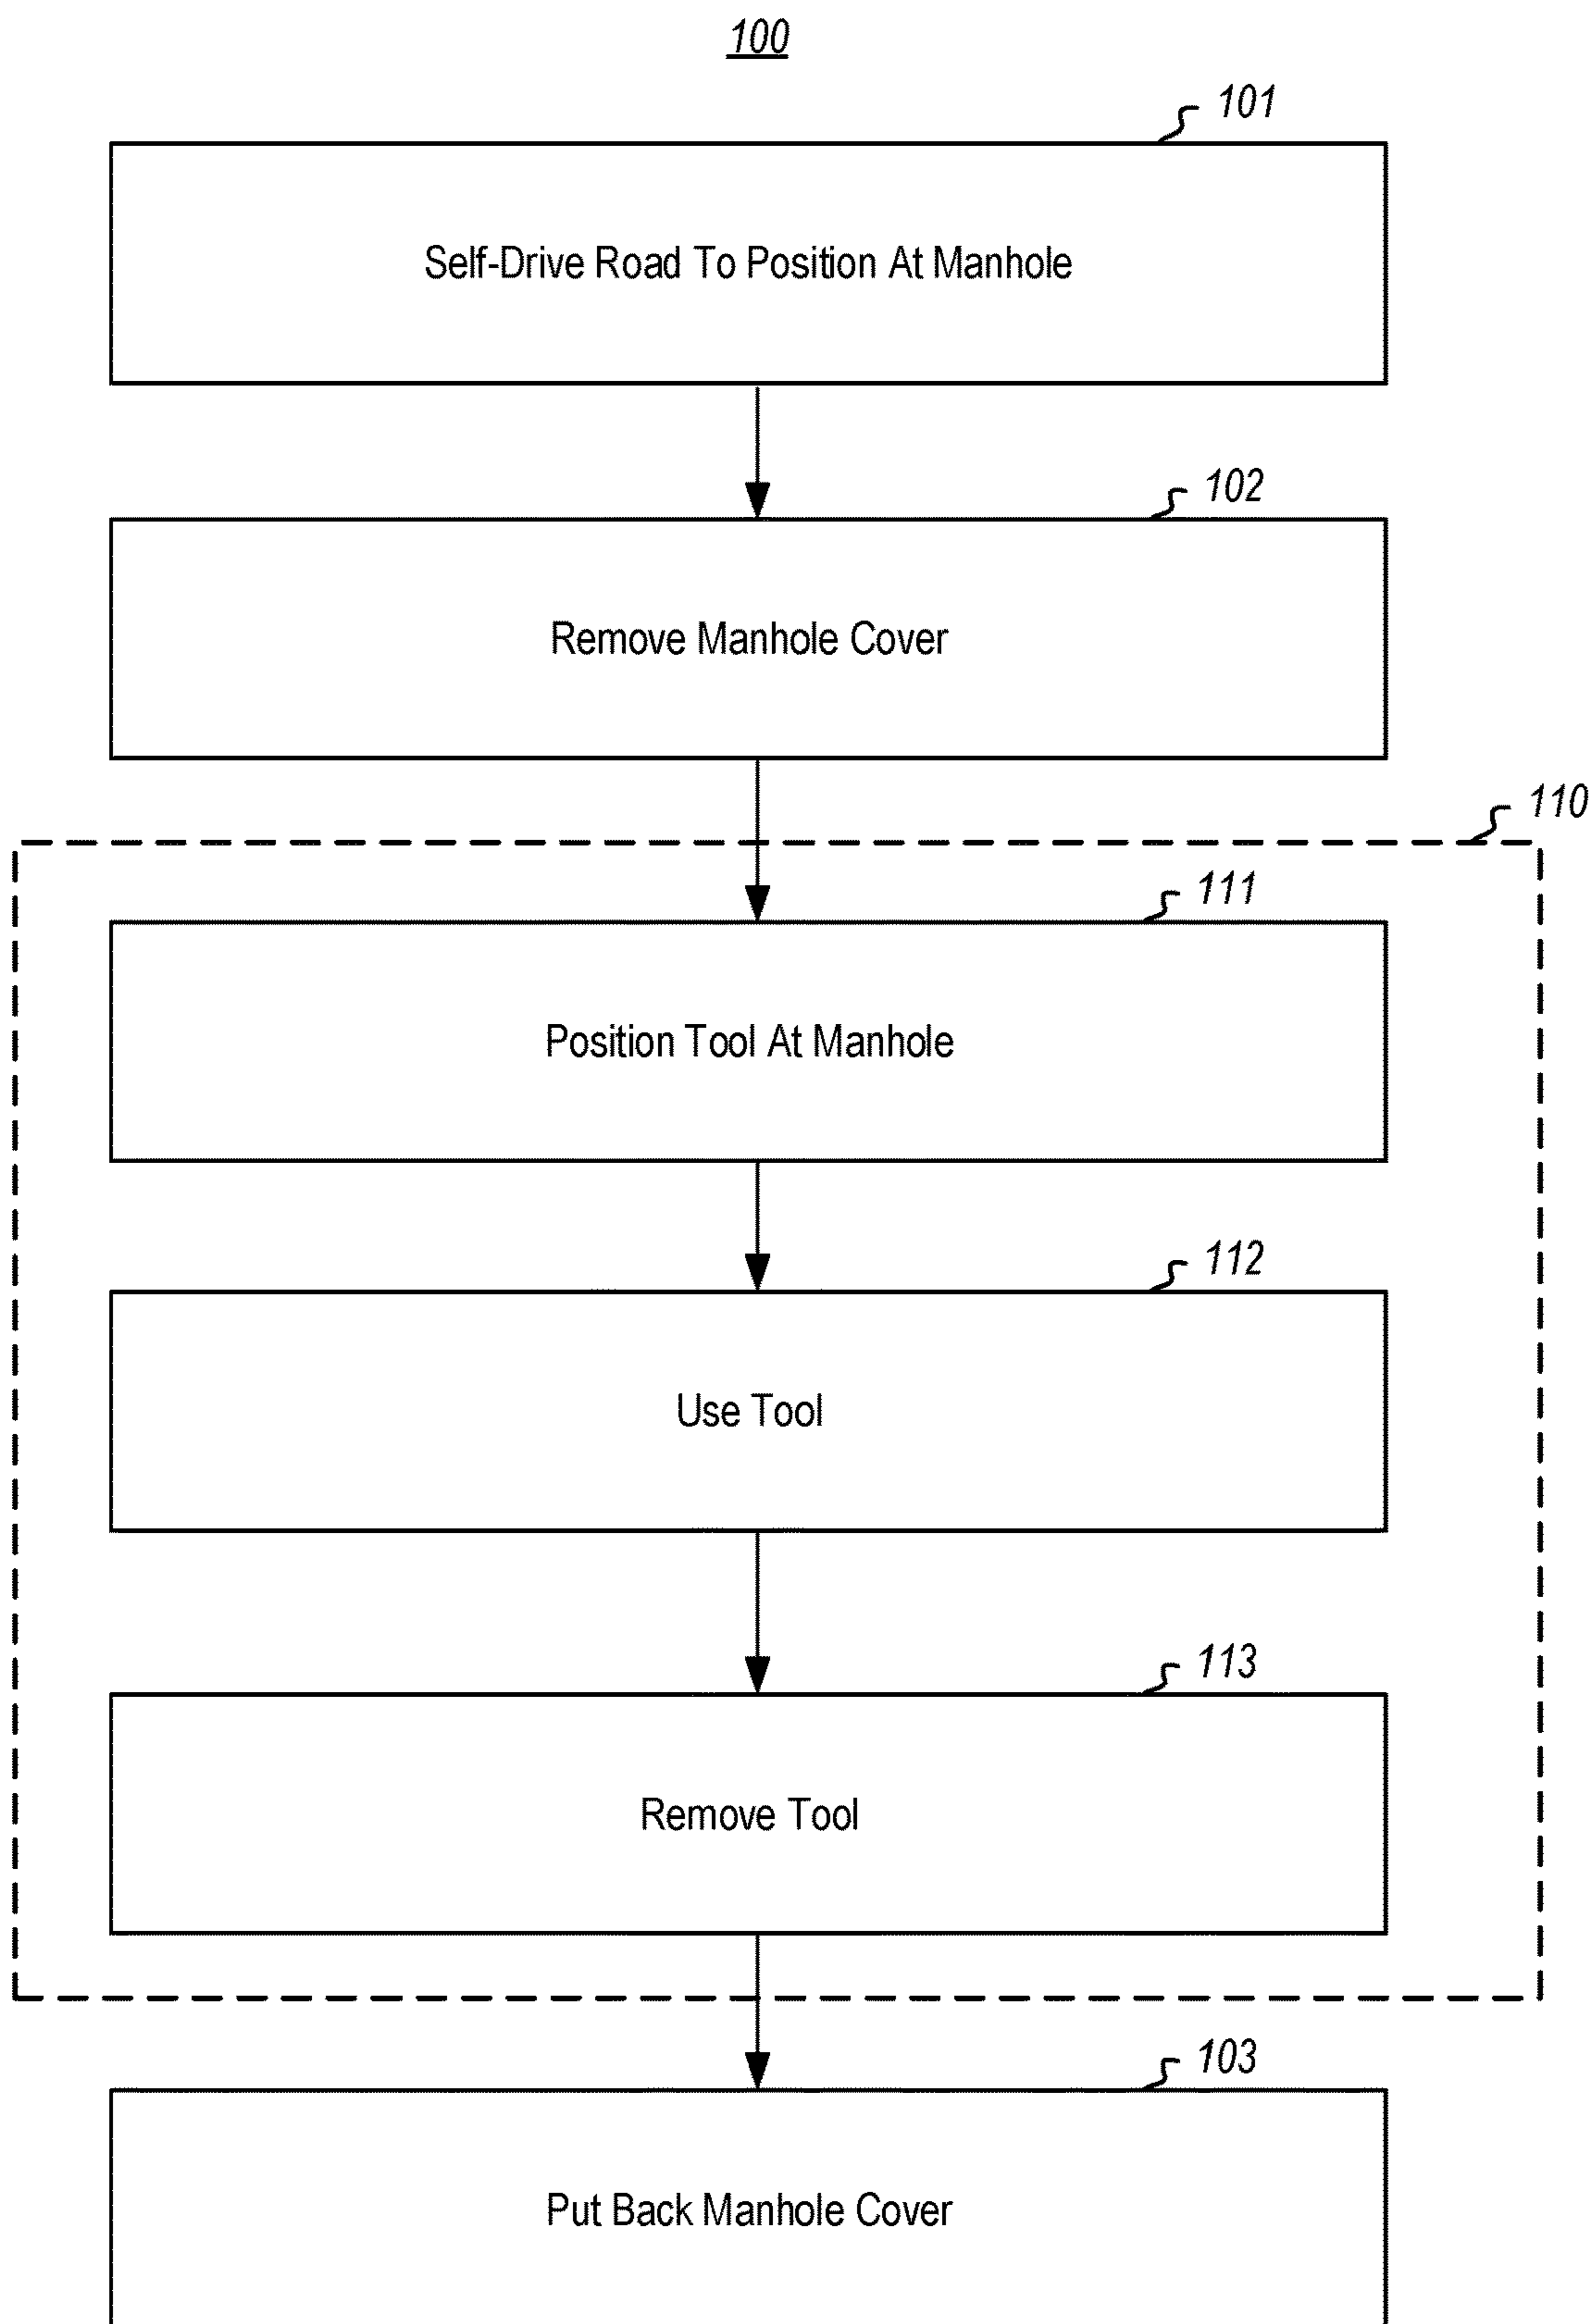 100
101
Self-Drive Road To Position At Manhole
102
Remove Manhole Cover
110
111
Position Tool At Manhole
112
Use Tool
113
Remove Tool
103
Put Back Manhole Cover